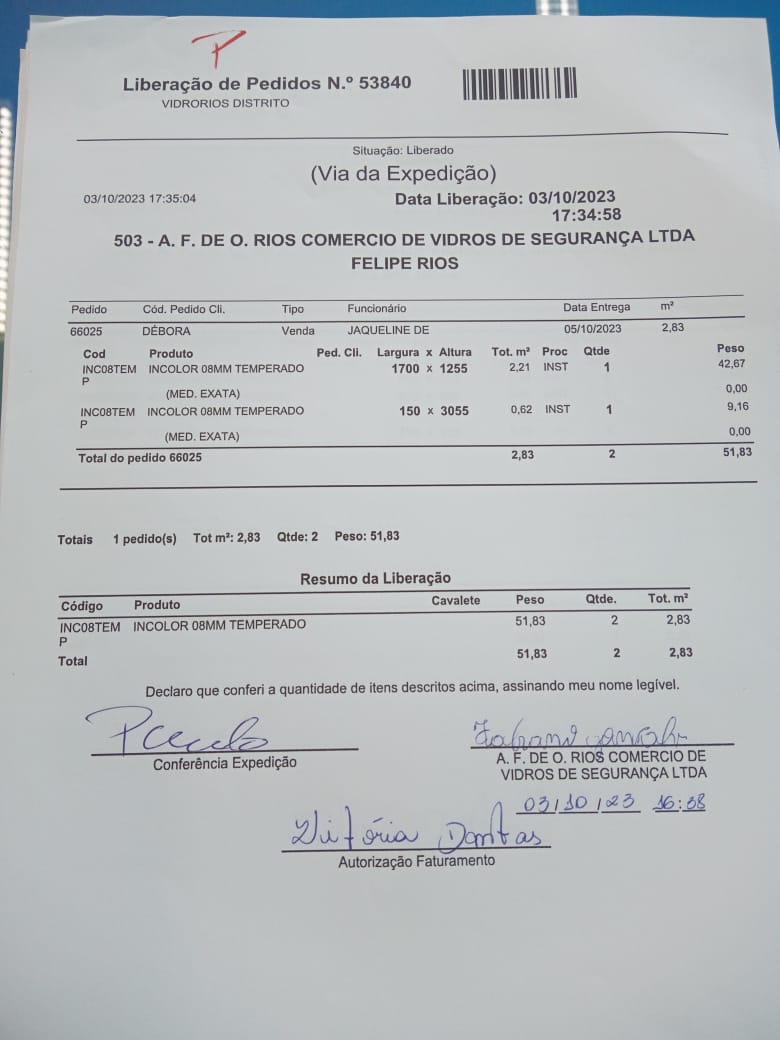 P
Liberação de Pedidos N.º 53840
VIDRORIOS DISTRITO
Situação: Liberado
(Via da Expedição)
03/10/2023 17:35:04 Data Liberação: 03/10/2023
17:34:58
503 - A. F. DE O. RIOS COMERCIO DE VIDROS DE SEGURANÇA LTDA
FELIPE RIOS
Pedido Cód. Pedido Cli. Tipo Funcionário Data Entrega m²
66025 DÉBORA Venda JAQUELINE DE 05/10/2023 2,83
Cod Produto Ped. Cli. Largura x Altura Tot. m² Proc Qtde Peso
INC08TEM INCOLOR 08MM TEMPERADO 1700 x 1255 2,21 INST 1 42,67
P
(MED. EXATA) 0,00
INC08TEM INCOLOR 08MM TEMPERADO 150 x 3055 0,62 INST 1 9,16
P
(MED. EXATA) 0,00
Total do pedido 66025 2,83 2 51,83
Totais 1 pedido(s) Tot m²: 2,83 Qtde: 2 Peso: 51,83
Resumo da Liberação
Código Produto Cavalete Peso Qtde. Tot. m²
INC08TEM INCOLOR 08MM TEMPERADO 51,83 2 2,83
P
Total 51,83 2 2,83
Declaro que conferi a quantidade de itens descritos acima, assinando meu nome legível.
Conferência Expedição
A. F. DE O. RIOS COMERCIO DE
VIDROS DE SEGURANÇA LTDA
03/10/23 16:38
Vitória Dantas
Autorização Faturamento